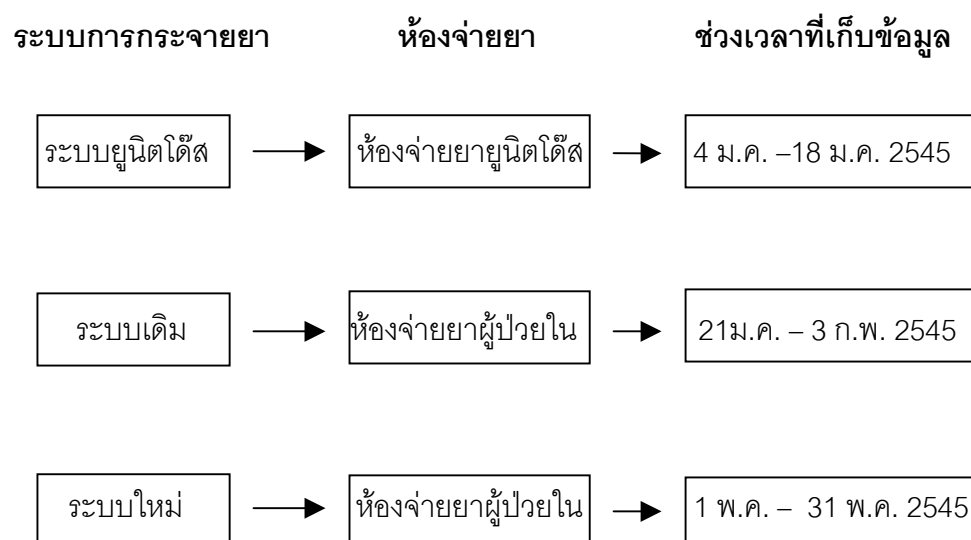 ระบบการกระจายยา ห้องจ่ายยา ช่วงเวลาที่เก็บข้อมูล
ระบบยูนิตโด๊ส ห้องจ่ายยายูนิตโด๊ส 4 ม.ค. –18 ม.ค. 2545
ระบบเดิม ห้องจ่ายยาผู้ป่วยใน 21ม.ค. – 3 ก.พ. 2545
ระบบใหม่ ห้องจ่ายยาผู้ป่วยใน 1 พ.ค. – 31 พ.ค. 2545